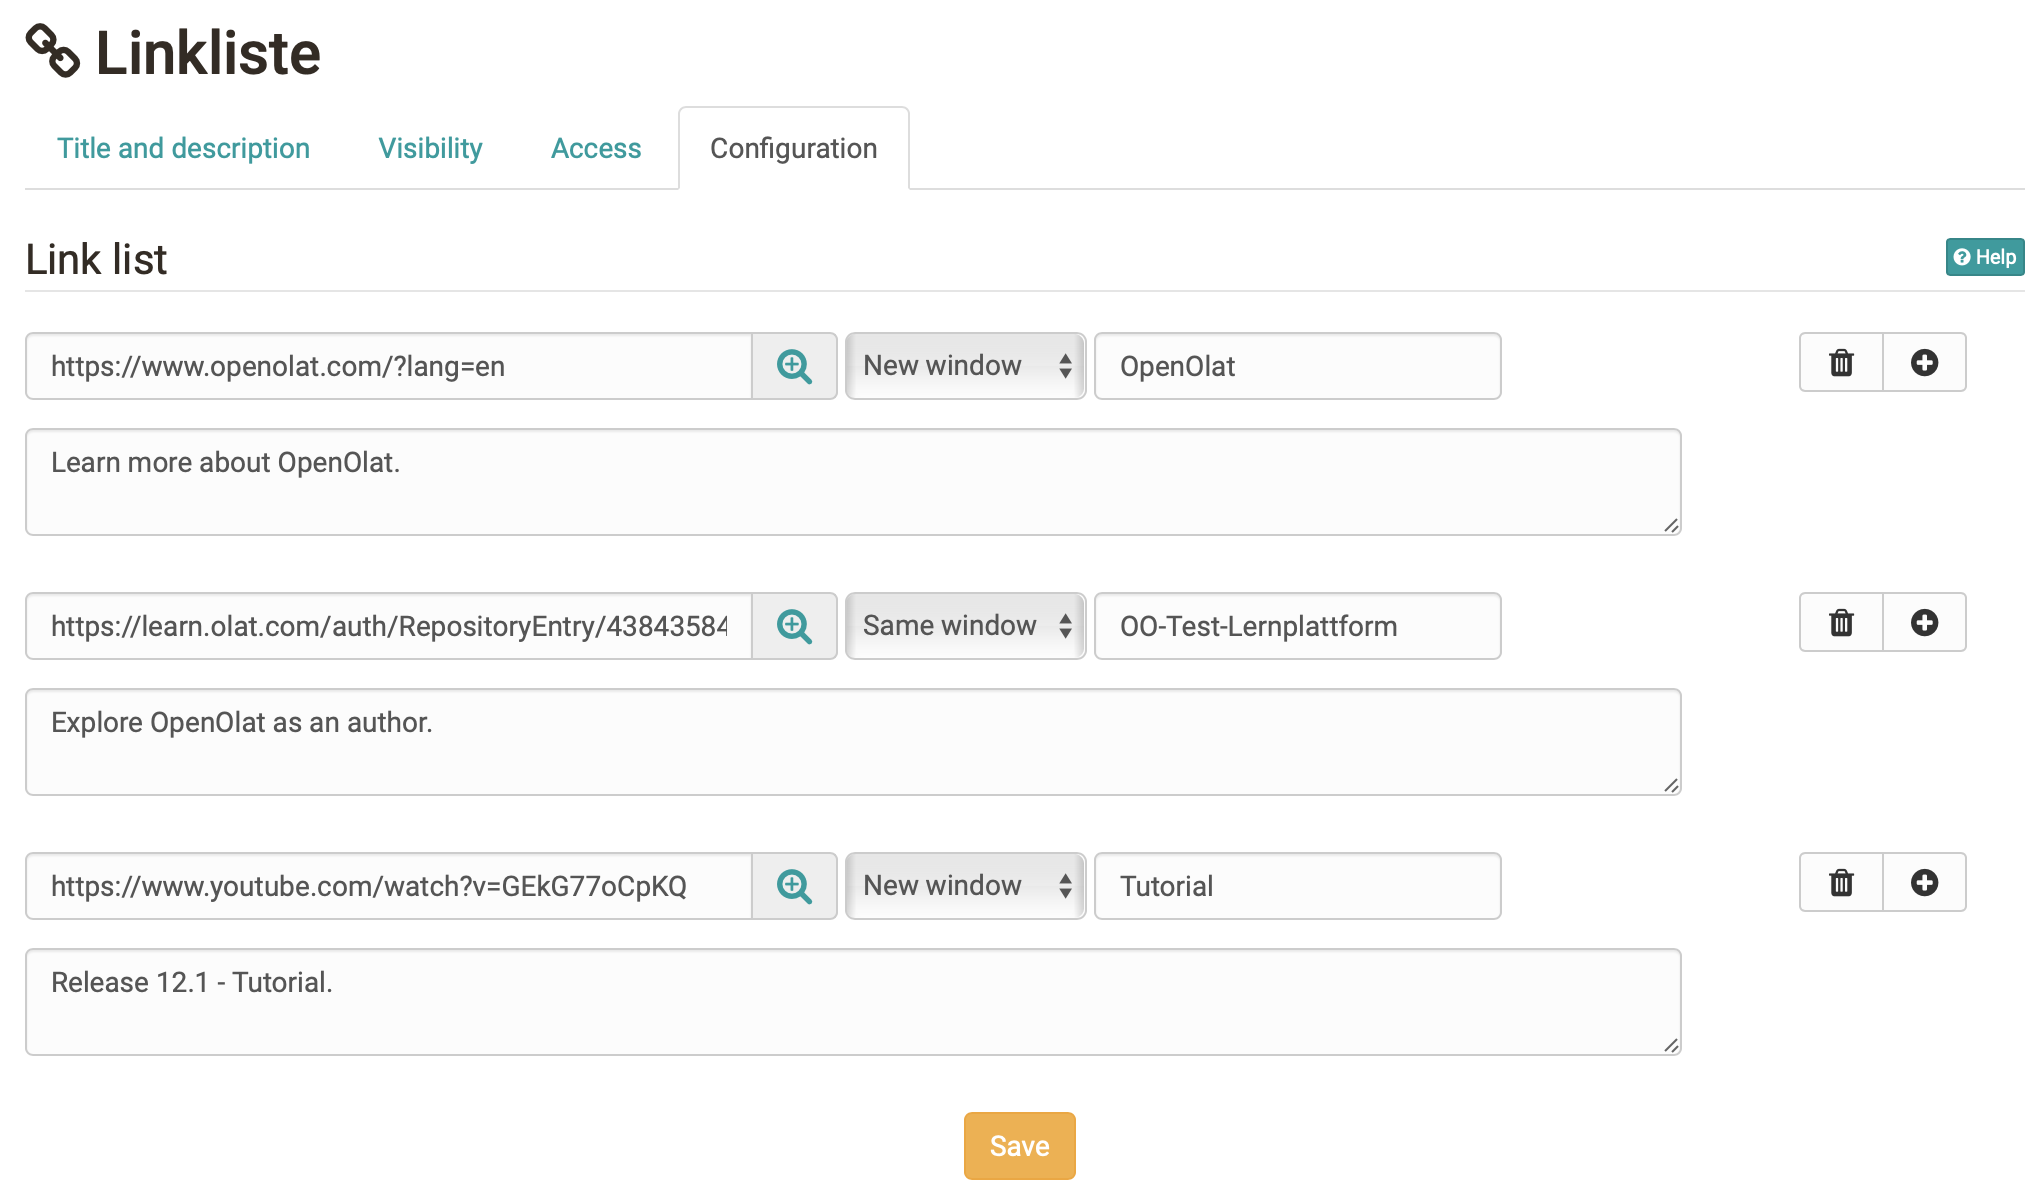 Linkliste
Title and description Visibility Access Configuration
Link list
Help
https://www.openolat.com/?lang=en New window OpenOlat
Learn more about OpenOlat.
https://learn.olat.com/auth/RepositoryEntry/43843584 Same window OO-Test-Lernplattform
Explore OpenOlat as an author.
https://www.youtube.com/watch?v=GEkG77oCpKQ New window Tutorial
Release 12.1 - Tutorial.
Save